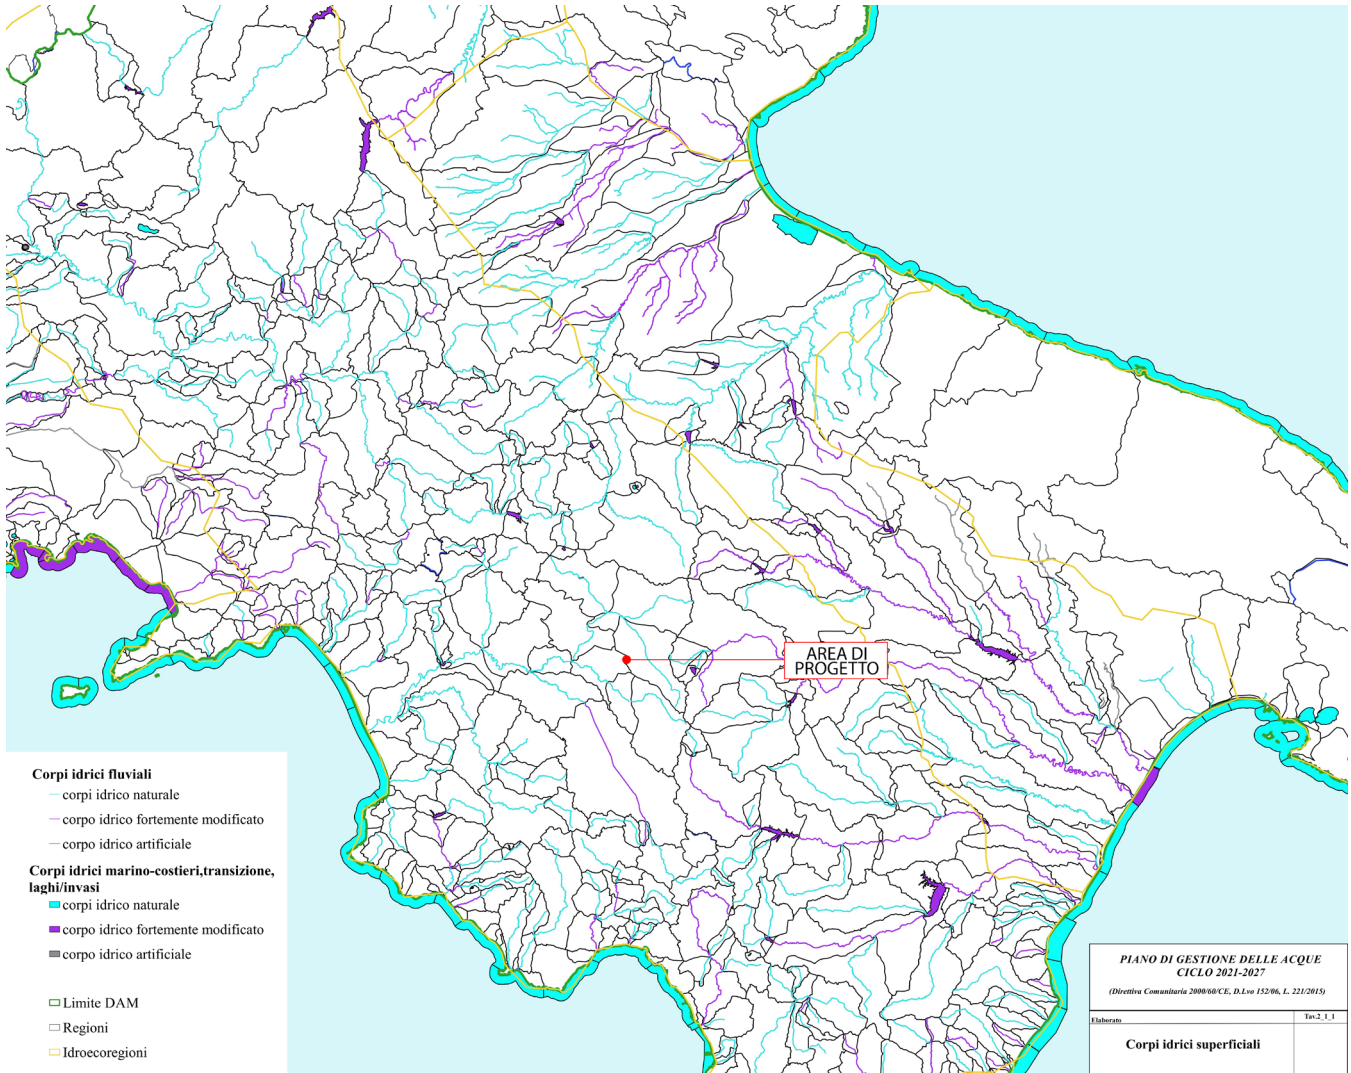 AREA DI
PROGETTO
Corpi idrici fluviali
corpi idrico naturale
corpo idrico fortemente modificato
corpo idrico artificiale
Corpi idrici marino-costieri,transizione,
laghi/invasi
corpi idrico naturale
corpo idrico fortemente modificato
corpo idrico artificiale
Limite DAM
Regioni
Idroecoregioni
PIANO DI GESTIONE DELLE ACQUE
CICLO 2021-2027
(Direttiva Comunitaria 2000/60/CE, D.Lvo 152/06, L. 221/2015)
Elaborato
Tav.2_1_1
Corpi idrici superficiali